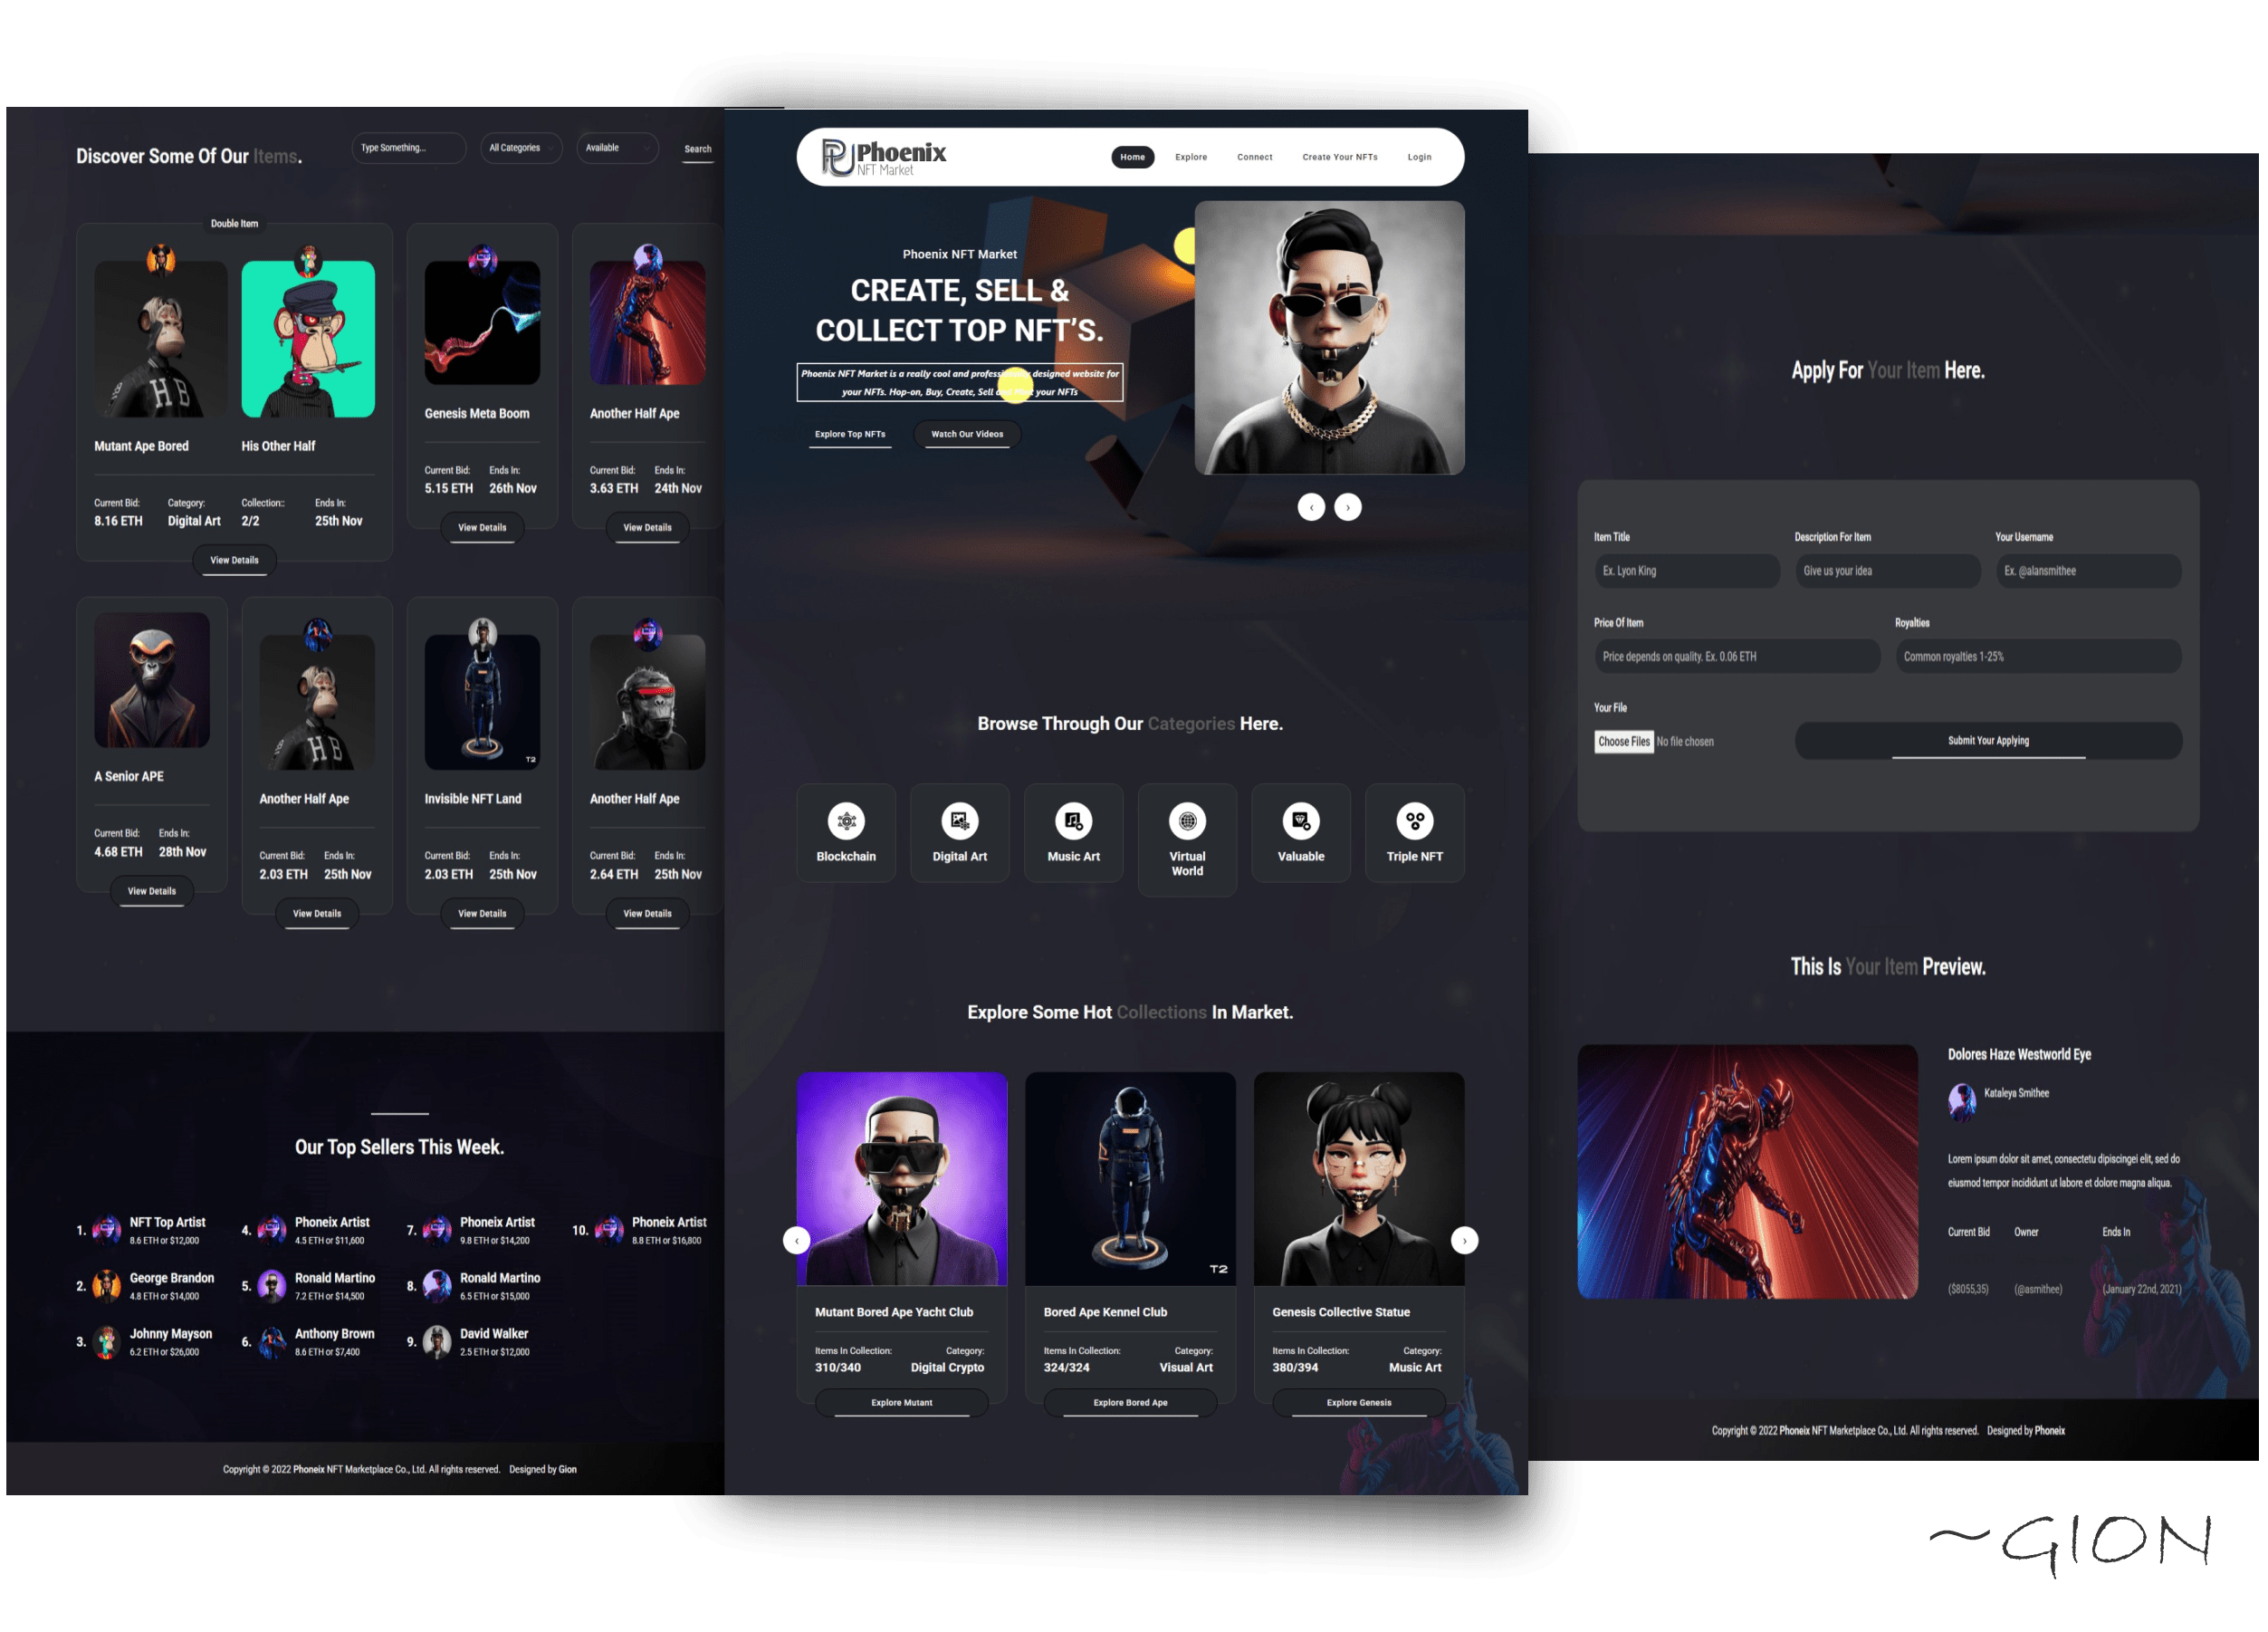 Discover Some Of Our Items.
Type Something...
All Categories
Available
Search
Double Item
Mutant Ape Bored
His Other Half
Current Bid:
Category:
Collection::
Ends In:
8.16 ETH
Digital Art
2/2
25th Nov
View Details
Genesis Meta Boom
Current Bid:
Ends In:
5.15 ETH
26th Nov
View Details
Another Half Ape
Current Bid:
Ends In:
3.63 ETH
24th Nov
View Details
A Senior APE
Current Bid:
Ends In:
4.68 ETH
28th Nov
View Details
H B
Another Half Ape
Current Bid:
Ends In:
2.03 ETH
25th Nov
View Details
T2
Invisible NFT Land
Current Bid:
Ends In:
2.03 ETH
25th Nov
View Details
Another Half Ape
Current Bid:
Ends In:
2.64 ETH
25th Nov
View Details
Our Top Sellers This Week.
1. NFT Top Artist
8.6 ETH or $12,000
2. George Brandon
4.8 ETH or $14,000
3. Johnny Mayson
6.2 ETH or $26,000
4. Phoneix Artist
4.5 ETH or $11,600
5. Ronald Martino
7.2 ETH or $14,500
6. Anthony Brown
8.6 ETH or $7,400
7. Phoneix Artist
9.8 ETH or $14,200
8. Ronald Martino
6.5 ETH or $15,000
9. David Walker
2.5 ETH or $12,000
10. Phoneix Artist
8.8 ETH or $16,800
Copyright © 2022 Phoneix NFT Marketplace Co., Ltd. All rights reserved. Designed by Gion
Phoenix
NFT Market
Home
Explore
Connect
Create Your NFTs
Login
Phoenix NFT Market
CREATE, SELL &
COLLECT TOP NFT'S.
Phoenix NFT Market is a really cool and professionally designed website for
your NFTs. Hop-on, Buy, Create, Sell your NFTs
Explore Top NFTs
Watch Our Videos
Browse Through Our Categories Here.
Blockchain
Digital Art
Music Art
Virtual
World
Valuable
Triple NFT
Explore Some Hot Collections In Market.
Mutant Bored Ape Yacht Club
Items In Collection:
Category:
310/340
Digital Crypto
Explore Mutant
T2
Bored Ape Kennel Club
Items In Collection:
Category:
324/324
Visual Art
Explore Bored Ape
Genesis Collective Statue
Items In Collection:
Category:
380/394
Music Art
Explore Genesis
Apply For Your Item Here.
Item Title
Description For Item
Your Username
Ex. Lyon King
Give us your idea
Ex. @alansmithee
Price Of Item
Royalties
Price depends on quality. Ex. 0.06 ETH
Common royalties 1-25%
Your File
Choose Files No file chosen
Submit Your Applying
This Is Your Item Preview.
Dolores Haze Westworld Eye
Kataleya Smithee
Lorem ipsum dolor sit amet, consectetu dipiscingei elit, sed do
eiusmod tempor incididunt ut labore et dolore magna aliqua.
Current Bid
Owner
Ends In
($8055,35)
(@asmithee)
(January 22nd, 2021)
Copyright © 2022 Phoneix NFT Marketplace Co., Ltd. All rights reserved. Designed by Phoneix
~GION